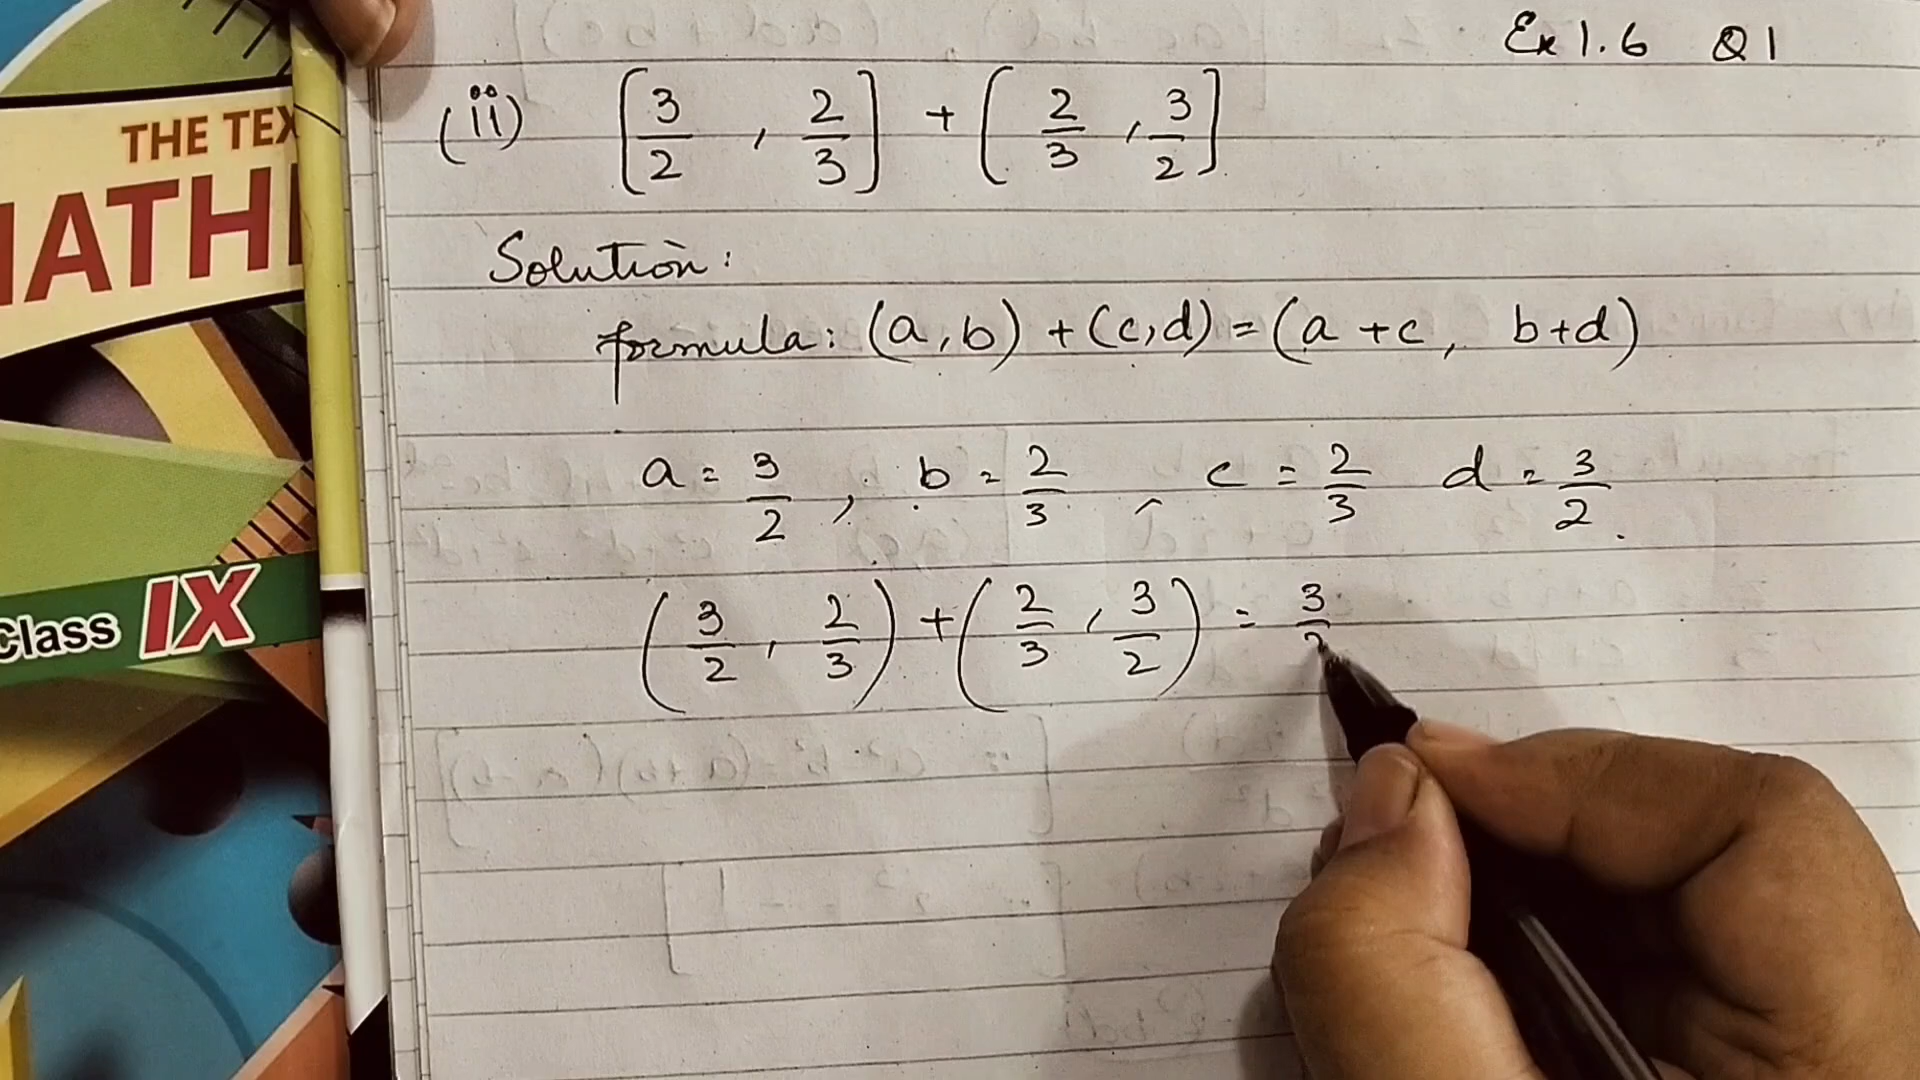 Ex 1.6 Q1
(ii) [3/2 , 2/3] + [2/3 , 3/2]
Solution:
formula: (a, b) + (c, d) = (a + c, b+d)
a = 3/2 , b = 2/3 , c = 2/3 d = 3/2 .
(3/2 , 2/3) + (2/3 , 3/2) = 3/2
THE TEX
MATH
Class IX